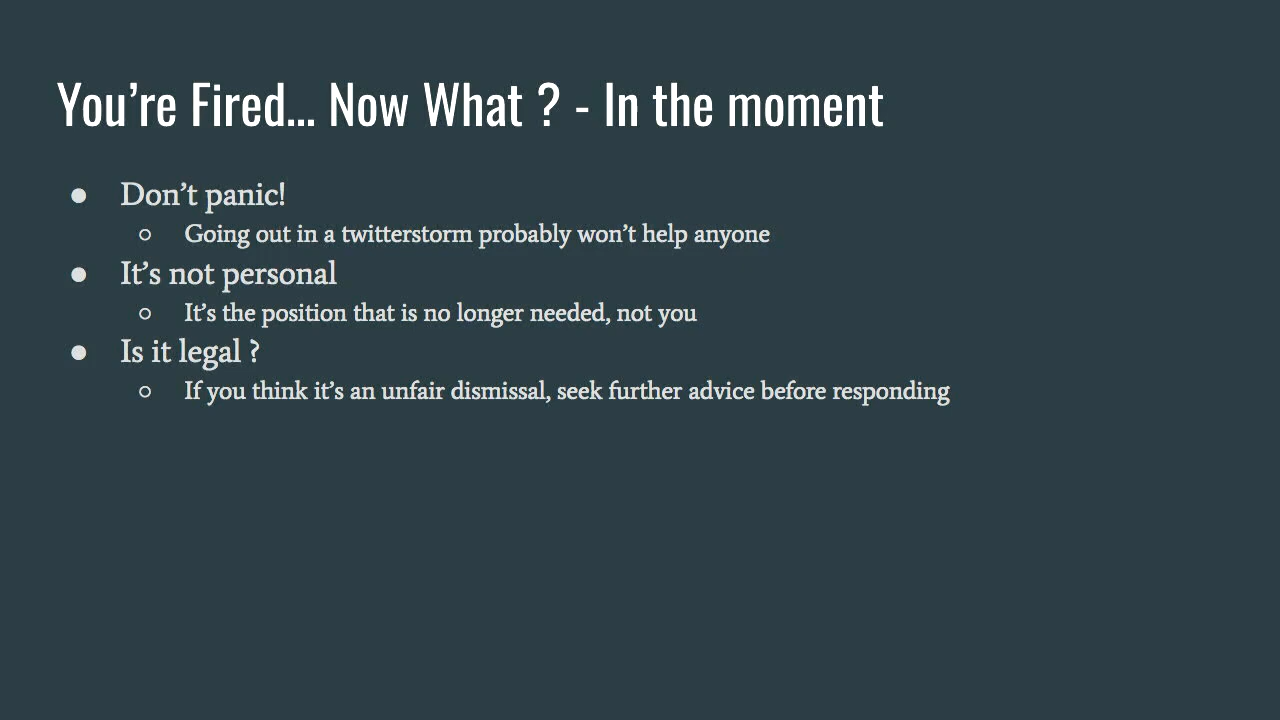 You’re Fired... Now What ? - In the moment
● Don’t panic!
○ Going out in a twitterstorm probably won’t help anyone
● It’s not personal
○ It’s the position that is no longer needed, not you
● Is it legal ?
○ If you think it’s an unfair dismissal, seek further advice before responding